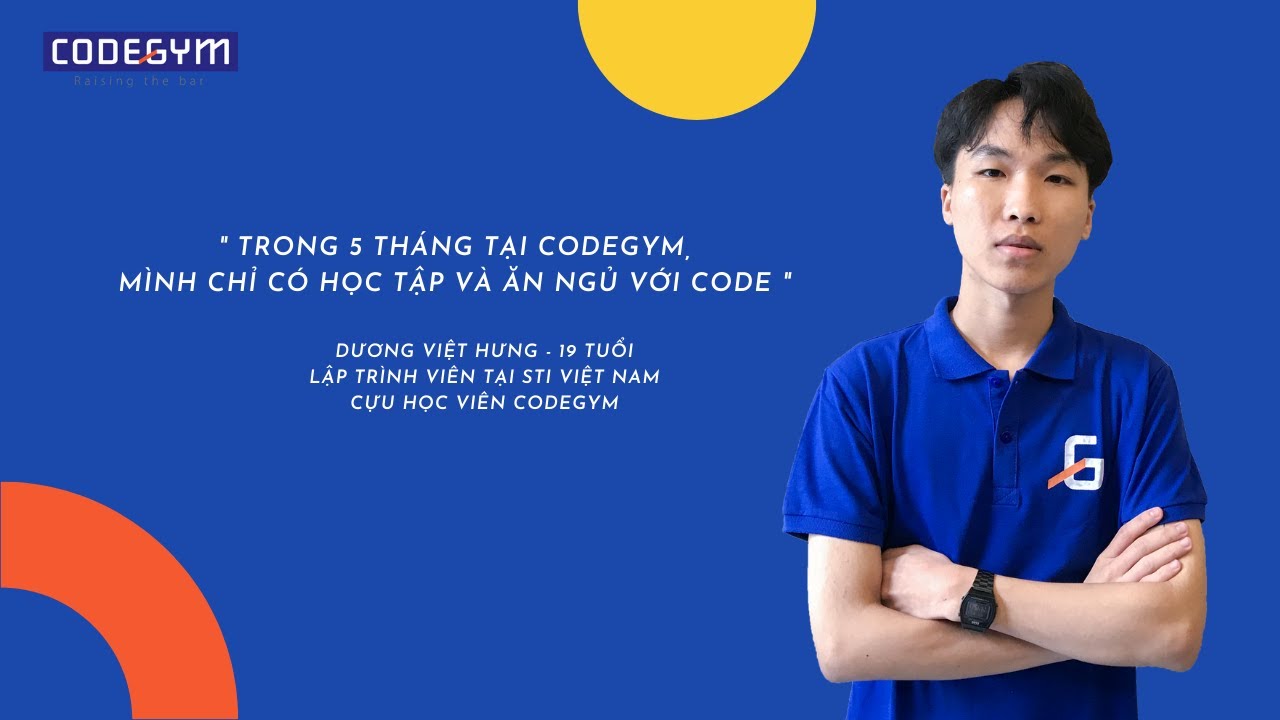 CODEGYM
Raising the bar
" TRONG 5 THÁNG TẠI CODEGYM,
MÌNH CHỈ CÓ HỌC TẬP VÀ ĂN NGỦ VỚI CODE "
DƯƠNG VIỆT HƯNG - 19 TUỔI
LẬP TRÌNH VIÊN TẠI STI VIỆT NAM
CỰU HỌC VIÊN CODEGYM
G